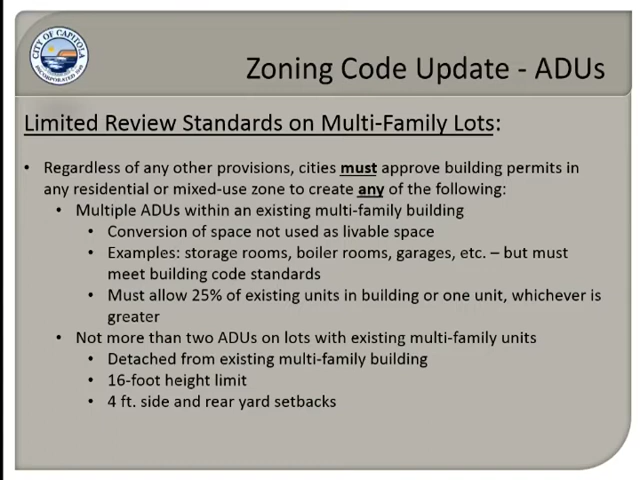 CITY OF CAPITOLA
INCORPORATED 1949
Zoning Code Update - ADUs
Limited Review Standards on Multi-Family Lots:
• Regardless of any other provisions, cities must approve building permits in
any residential or mixed-use zone to create any of the following:
• Multiple ADUs within an existing multi-family building
• Conversion of space not used as livable space
• Examples: storage rooms, boiler rooms, garages, etc. – but must
meet building code standards
• Must allow 25% of existing units in building or one unit, whichever is
greater
• Not more than two ADUs on lots with existing multi-family units
• Detached from existing multi-family building
• 16-foot height limit
• 4 ft. side and rear yard setbacks